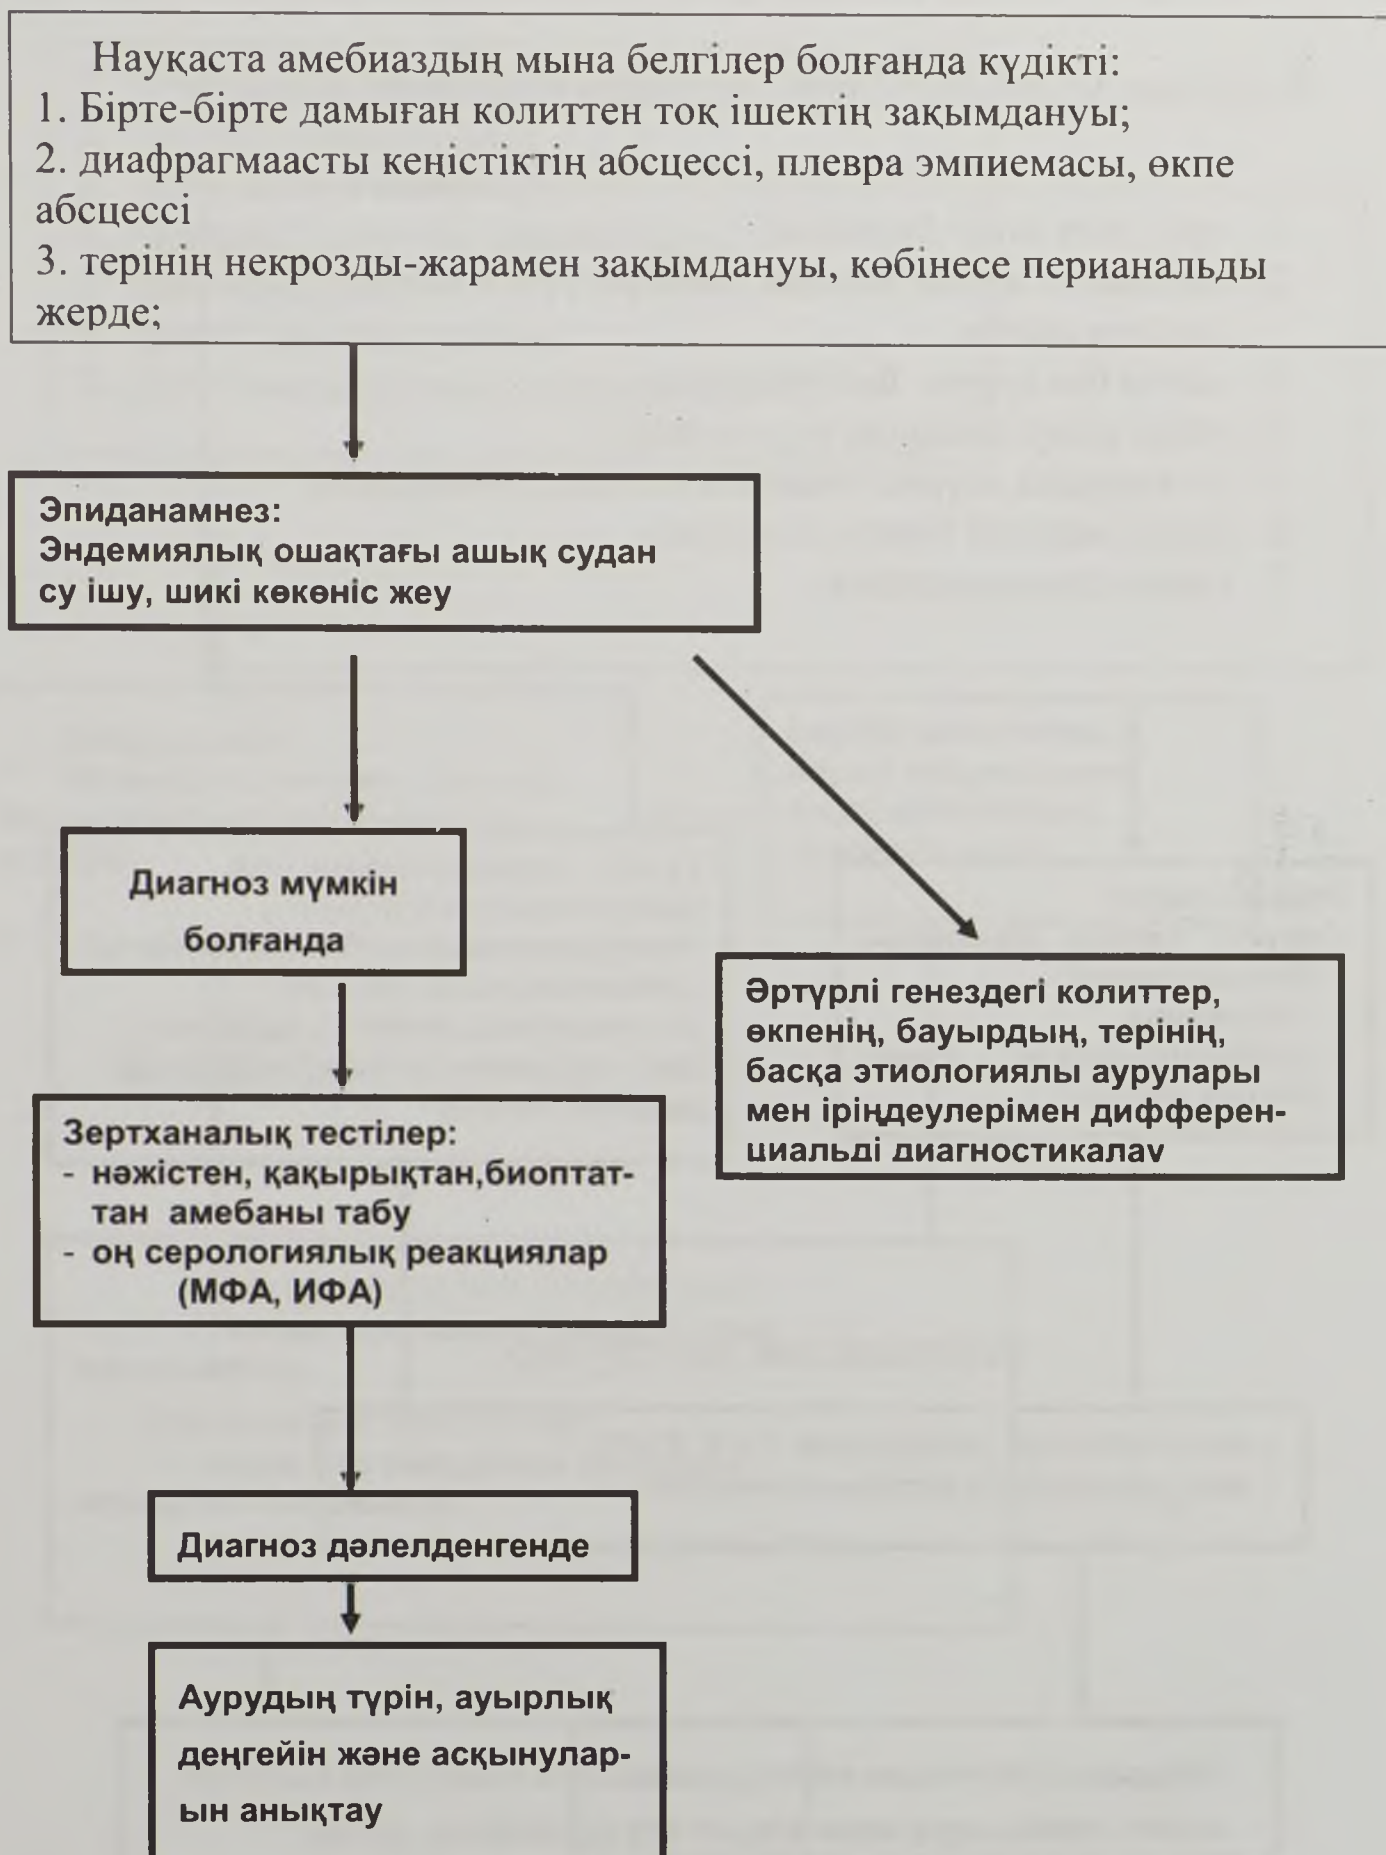 Науқаста амебиаздың мына белгілер болғанда күдікті:
1. Бірте-бірте дамыған колиттен тоқ ішектің зақымдануы;
2. диафрагмаасты кеңістіктің абсцессі, плевра эмпиемасы, өкпе
абсцессі
3. терінің некрозды-жарамен зақымдануы, көбінесе перианальды
жерде;
Эпиданамнез:
Эндемиялық ошақтағы ашық судан
су ішу, шикі көкөніс жеу
Диагноз мүмкін
болғанда
Әртүрлі генездегі колиттер,
өкпенің, бауырдың, терінің,
басқа этиологиялы аурулары
мен іріңдеулерімен дифферен-
циальді диагностикалау
Зертханалық тестілер:
- нәжістен, қақырықтан,биоптат-
тан амебаны табу
- оң серологиялық реакциялар
(МФА, ИФА)
Диагноз дәлелденгенде
Аурудың түрін, ауырлық
деңгейін және асқынулар-
ын анықтау